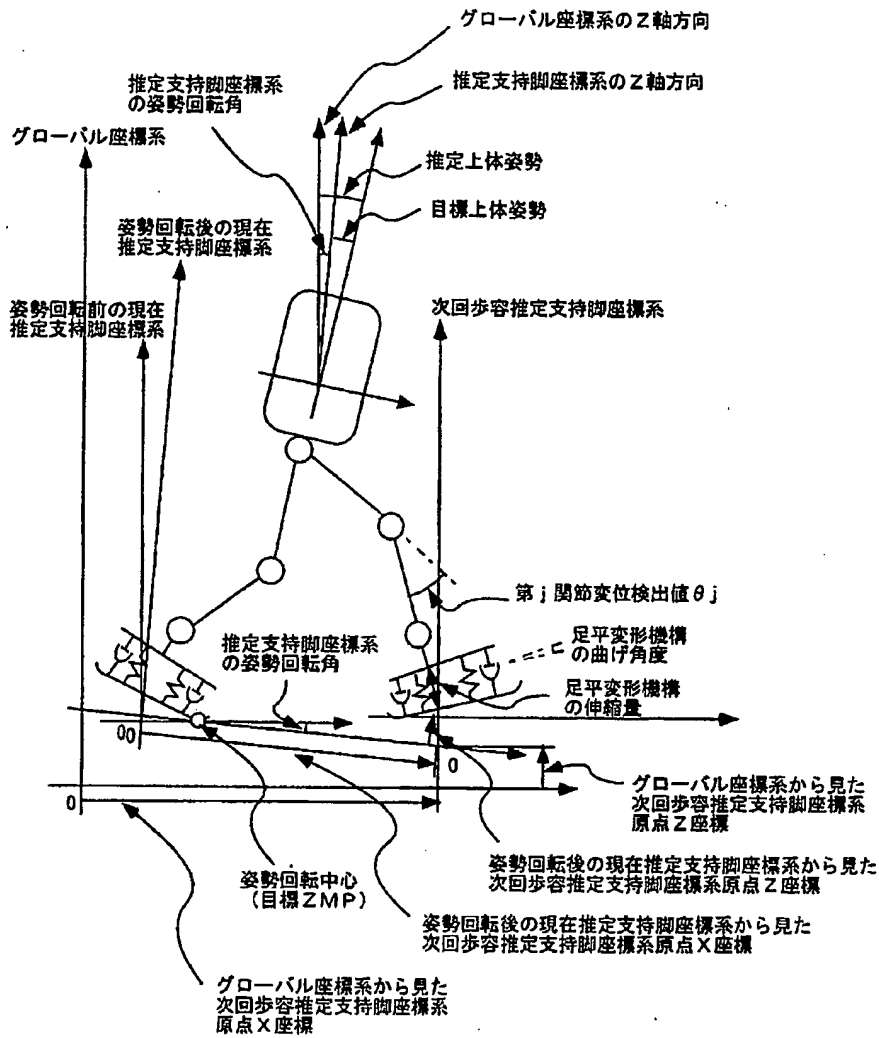 グローバル座標系のZ軸方向
推定支持脚座標系
の姿勢回転角
推定支持脚座標系のZ軸方向
グローバル座標系
推定上体姿勢
目標上体姿勢
姿勢回転後の現在
推定支持脚座標系
姿勢回転前の現在
推定支持脚座標系
次回歩容推定支持脚座標系
第j関節変位検出値θj
推定支持脚座標系
の姿勢回転角
足平変形機構
の曲げ角度
足平変形機構
の伸縮量
00
0
0
グローバル座標系から見た
次回歩容推定支持脚座標系
原点Z座標
姿勢回転後の現在推定支持脚座標系から見た
次回歩容推定支持脚座標系原点Z座標
姿勢回転中心
(目標ZMP)
姿勢回転後の現在推定支持脚座標系から見た
次回歩容推定支持脚座標系原点X座標
グローバル座標系から見た
次回歩容推定支持脚座標系
原点X座標